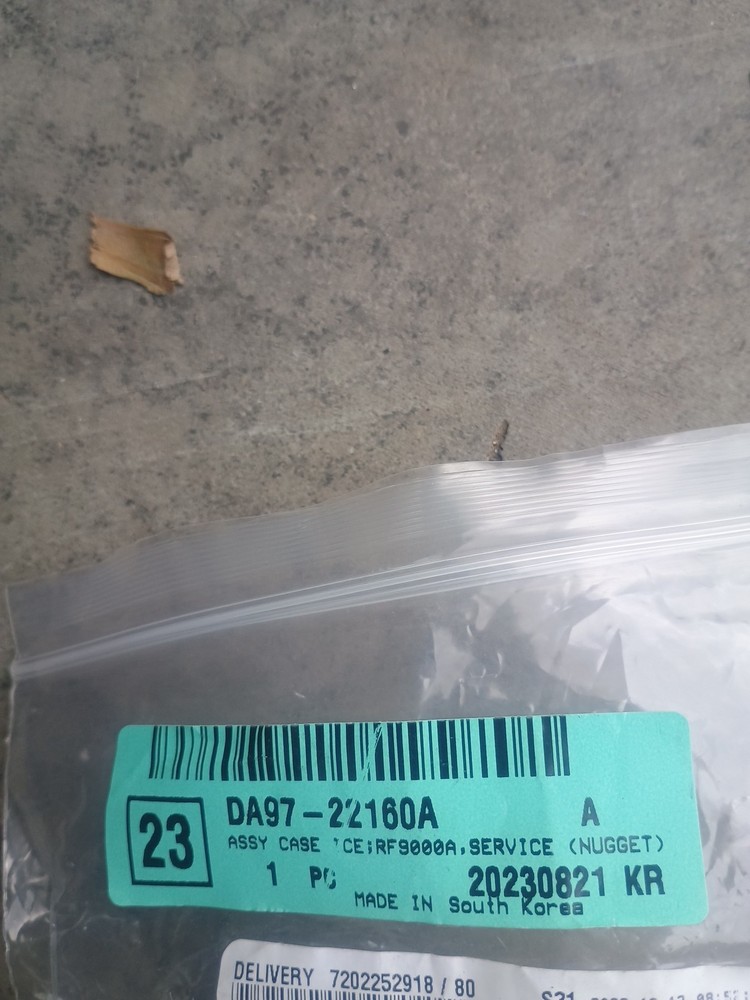 DA97-22160A A
23
ASSY CASE CE;RF9000A,SERVICE (NUGGET)
1 PC 20230821 KR
MADE IN South Korea
DELIVERY 7202252918 / 80
S21